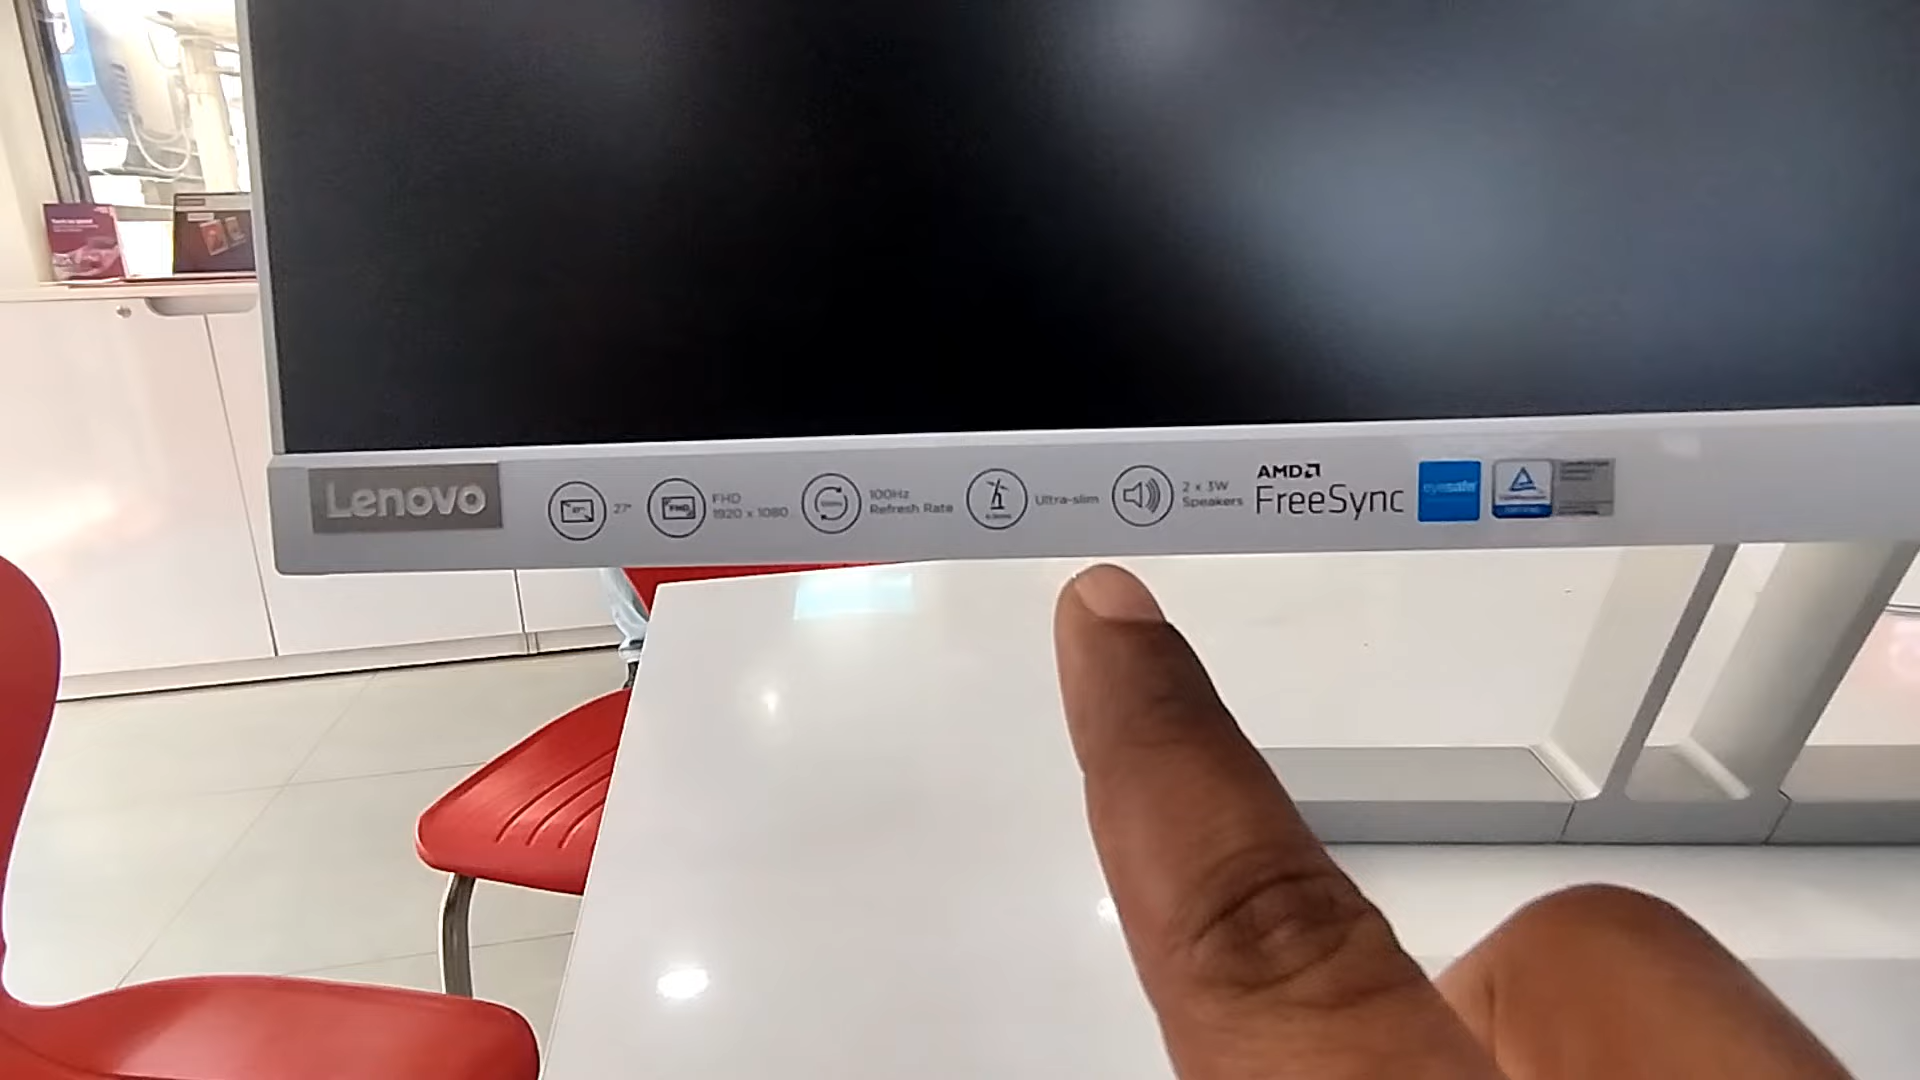 Lenovo
27"
FHD
FHD
1920 x 1080
100Hz
Refresh Rate
Ultra-slim
2 x 3W
Speakers
AMD
FreeSync
eyesafe